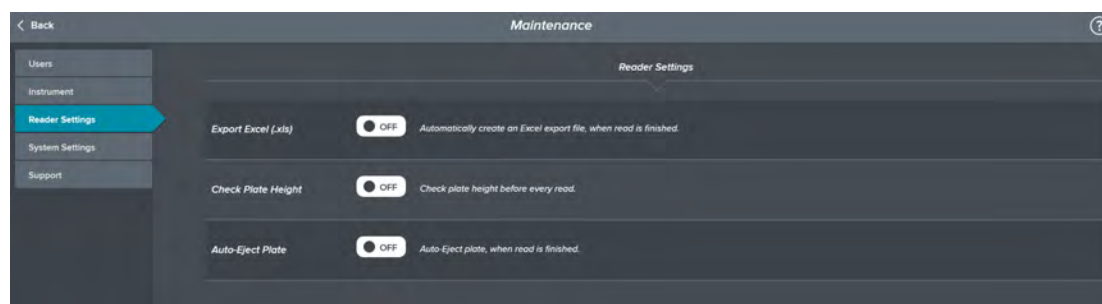 Back
Maintenance
?
Users
Instrument
Reader Settings
System Settings
Support
Reader Settings
Export Excel (.xls) OFF Automatically create an Excel export file, when read is finished.
Check Plate Height OFF Check plate height before every read.
Auto-Eject Plate OFF Auto-Eject plate, when read is finished.